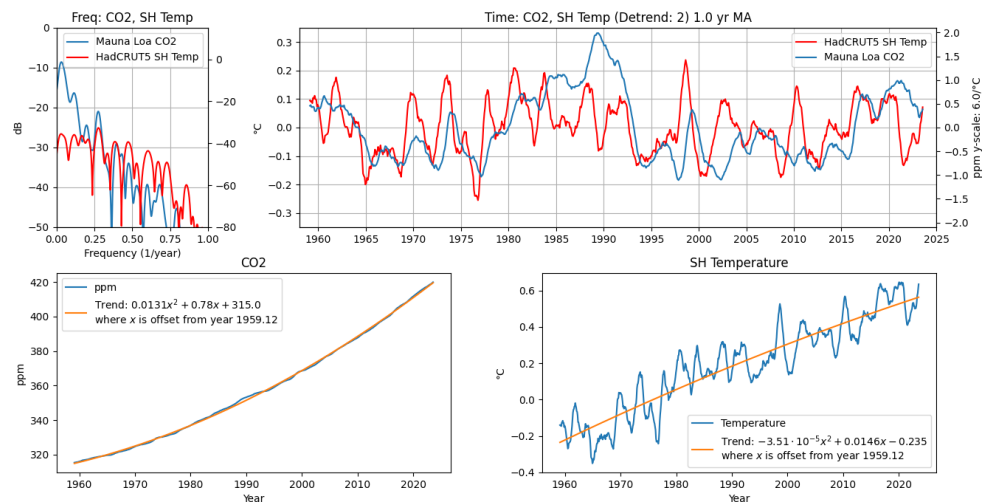 Freq: CO2, SH Temp
Mauna Loa CO2
HadCRUT5 SH Temp
0
−10
−20
−30
−40
−50
dB
0
−20
−40
−60
−80
0.00 0.25 0.50 0.75 1.00
Frequency (1/year)
Time: CO2, SH Temp (Detrend: 2) 1.0 yr MA
HadCRUT5 SH Temp
Mauna Loa CO2
0.3
0.2
0.1
0.0
−0.1
−0.2
−0.3
°C
2.0
1.5
1.0
0.5
0.0
−0.5
−1.0
−1.5
−2.0
ppm y-scale: 6.0/°C
1960 1965 1970 1975 1980 1985 1990 1995 2000 2005 2010 2015 2020 2025
CO2
ppm
Trend: 0.0131x² + 0.78x + 315.0
where x is offset from year 1959.12
420
400
380
360
340
320
ppm
1960 1970 1980 1990 2000 2010 2020
Year
SH Temperature
0.6
0.4
0.2
0.0
−0.2
−0.4
°C
Temperature
Trend: −3.51 · 10⁻⁵x² + 0.0146x − 0.235
where x is offset from year 1959.12
1960 1970 1980 1990 2000 2010 2020
Year